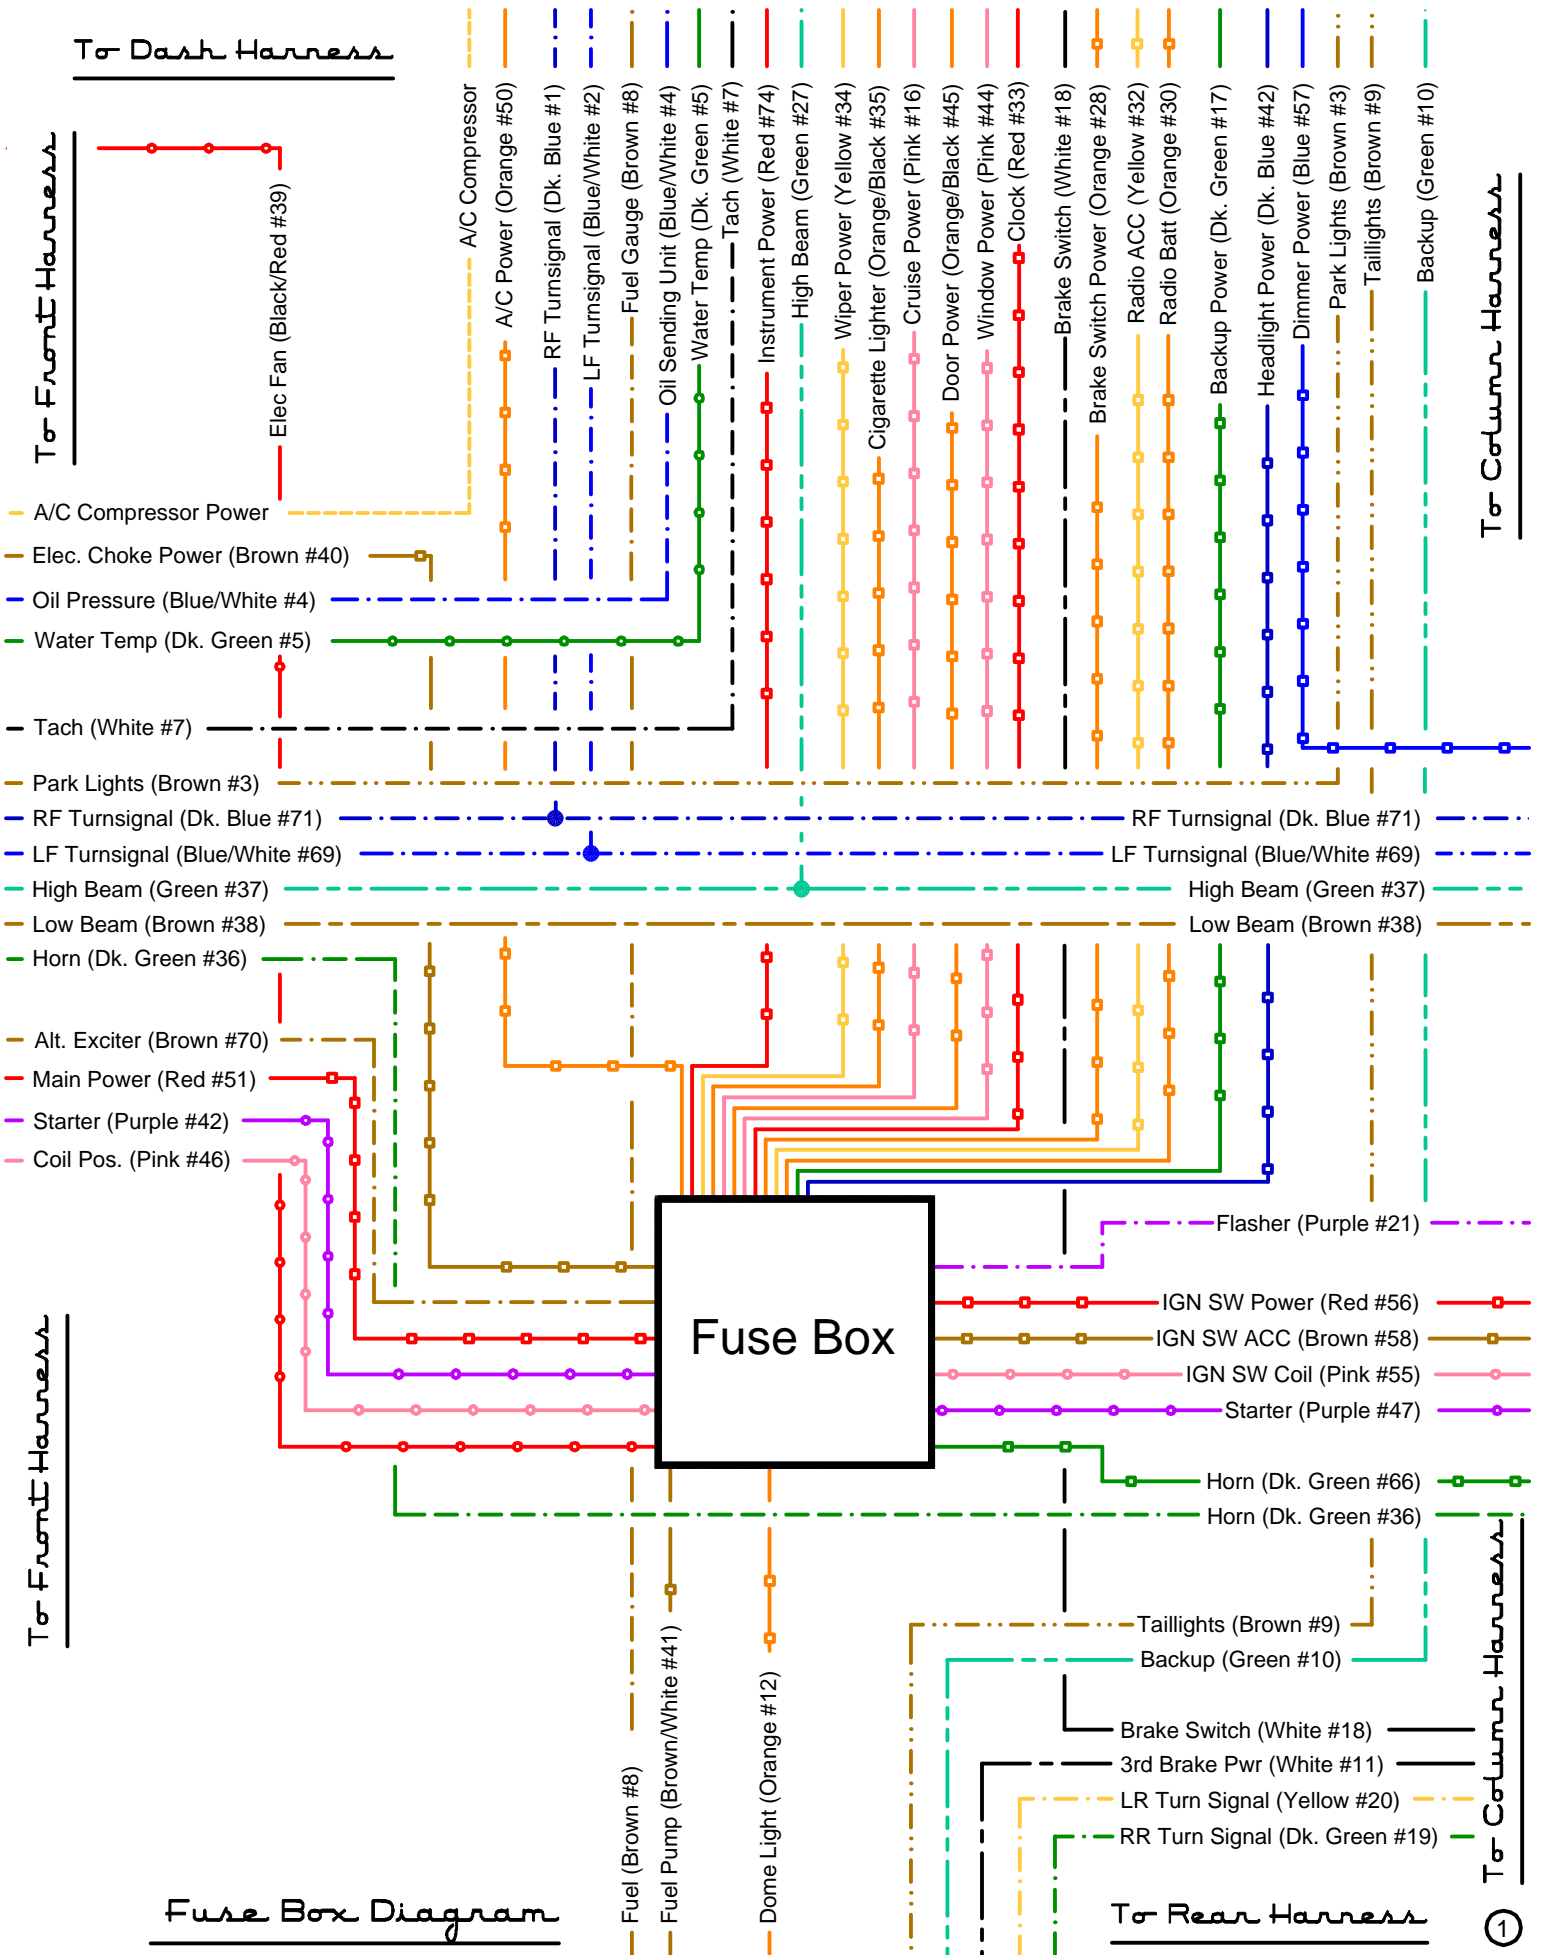 To Dash Harness
To Front Harness
To Column Harness
Elec Fan (Black/Red #39)
A/C Compressor
A/C Power (Orange #50)
RF Turnsignal (Dk. Blue #1)
LF Turnsignal (Blue/White #2)
Fuel Gauge (Brown #8)
Oil Sending Unit (Blue/White #4)
Water Temp (Dk. Green #5)
Tach (White #7)
Instrument Power (Red #74)
High Beam (Green #27)
Wiper Power (Yellow #34)
Cigarette Lighter (Orange/Black #35)
Cruise Power (Pink #16)
Door Power (Orange/Black #45)
Window Power (Pink #44)
Clock (Red #33)
Brake Switch (White #18)
Brake Switch Power (Orange #28)
Radio ACC (Yellow #32)
Radio Batt (Orange #30)
Backup Power (Dk. Green #17)
Headlight Power (Dk. Blue #42)
Dimmer Power (Blue #57)
Park Lights (Brown #3)
Taillights (Brown #9)
Backup (Green #10)
A/C Compressor Power
Elec. Choke Power (Brown #40)
Oil Pressure (Blue/White #4)
Water Temp (Dk. Green #5)
Tach (White #7)
Park Lights (Brown #3)
RF Turnsignal (Dk. Blue #71)
RF Turnsignal (Dk. Blue #71)
LF Turnsignal (Blue/White #69)
LF Turnsignal (Blue/White #69)
High Beam (Green #37)
High Beam (Green #37)
Low Beam (Brown #38)
Low Beam (Brown #38)
Horn (Dk. Green #36)
Alt. Exciter (Brown #70)
Main Power (Red #51)
Starter (Purple #42)
Coil Pos. (Pink #46)
Flasher (Purple #21)
Fuse Box
IGN SW Power (Red #56)
IGN SW ACC (Brown #58)
IGN SW Coil (Pink #55)
Starter (Purple #47)
Horn (Dk. Green #66)
Horn (Dk. Green #36)
To Front Harness
To Column Harness
Taillights (Brown #9)
Backup (Green #10)
Brake Switch (White #18)
3rd Brake Pwr (White #11)
LR Turn Signal (Yellow #20)
RR Turn Signal (Dk. Green #19)
Fuel (Brown #8)
Fuel Pump (Brown/White #41)
Dome Light (Orange #12)
Fuse Box Diagram
To Rear Harness
1